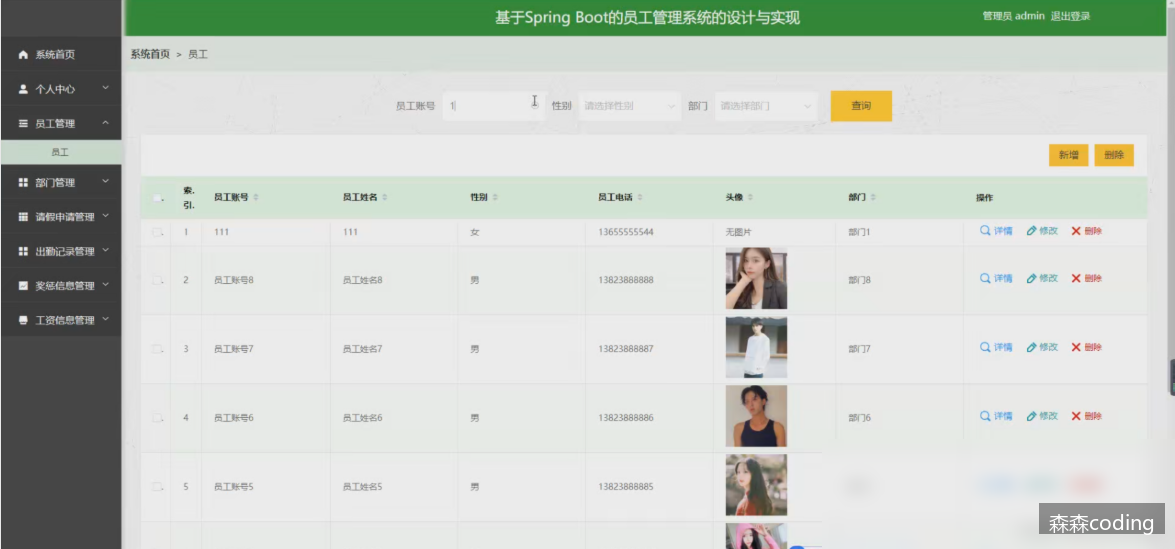 基于Spring Boot的员工管理系统的设计与实现
管理员 admin 退出登录
系统首页
个人中心
员工管理
员工
部门管理
请假申请管理
出勤记录管理
奖惩信息管理
工资信息管理
系统首页 > 员工
员工账号 1 性别 请选择性别 部门 请选择部门 查询
新增 删除
索引 员工账号 员工姓名 性别 员工电话 头像 部门 操作
1 111 111 女 13655555544 无图片 部门1 详情 修改 删除
2 员工账号8 员工姓名8 男 13823888888 部门8 详情 修改 删除
3 员工账号7 员工姓名7 男 13823888887 部门7 详情 修改 删除
4 员工账号6 员工姓名6 男 13823888886 部门6 详情 修改 删除
5 员工账号5 员工姓名5 男 13823888885
森森coding